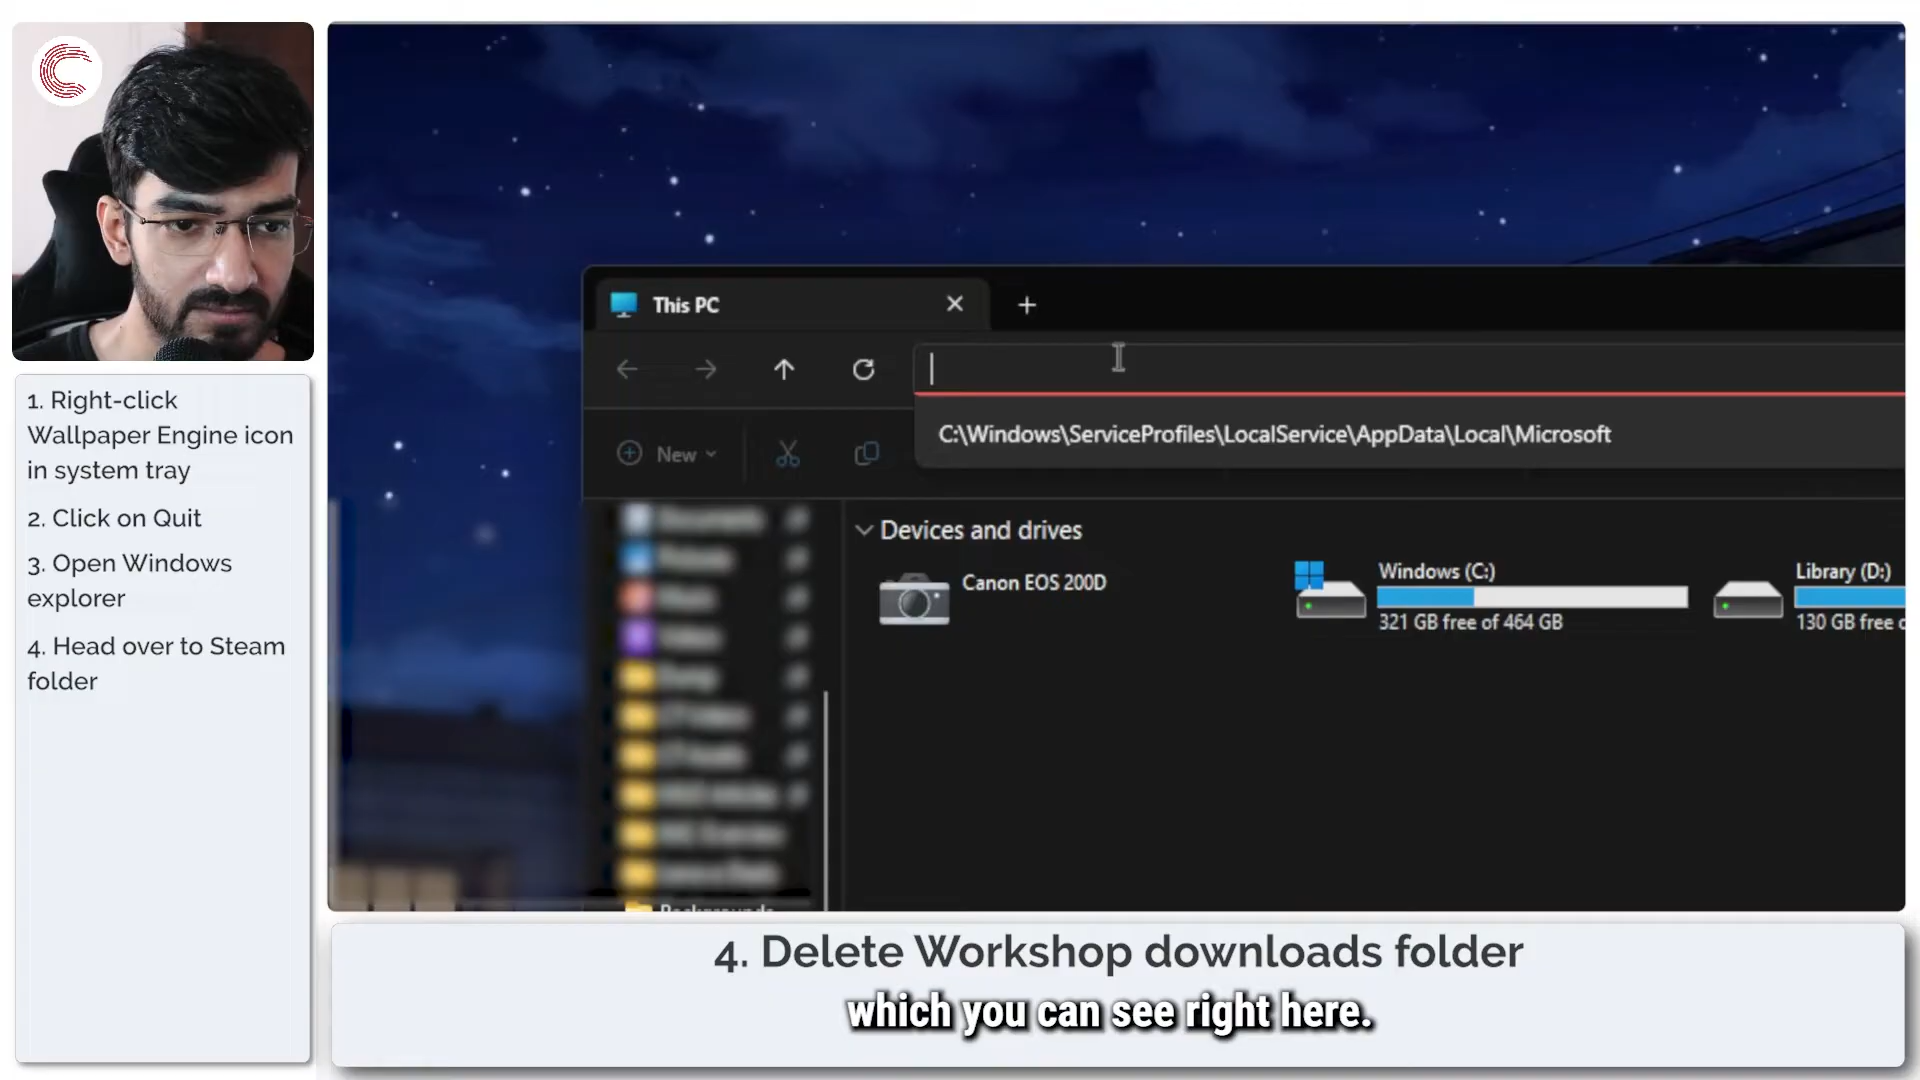 1. Right-click
Wallpaper Engine icon
in system tray
2. Click on Quit
3. Open Windows
explorer
4. Head over to Steam
folder
This PC
C:\Windows\ServiceProfiles\LocalService\AppData\Local\Microsoft
New
Devices and drives
Canon EOS 200D
Windows (C:)
321 GB free of 464 GB
Library (D:)
130 GB free
4. Delete Workshop downloads folder
which you can see right here.